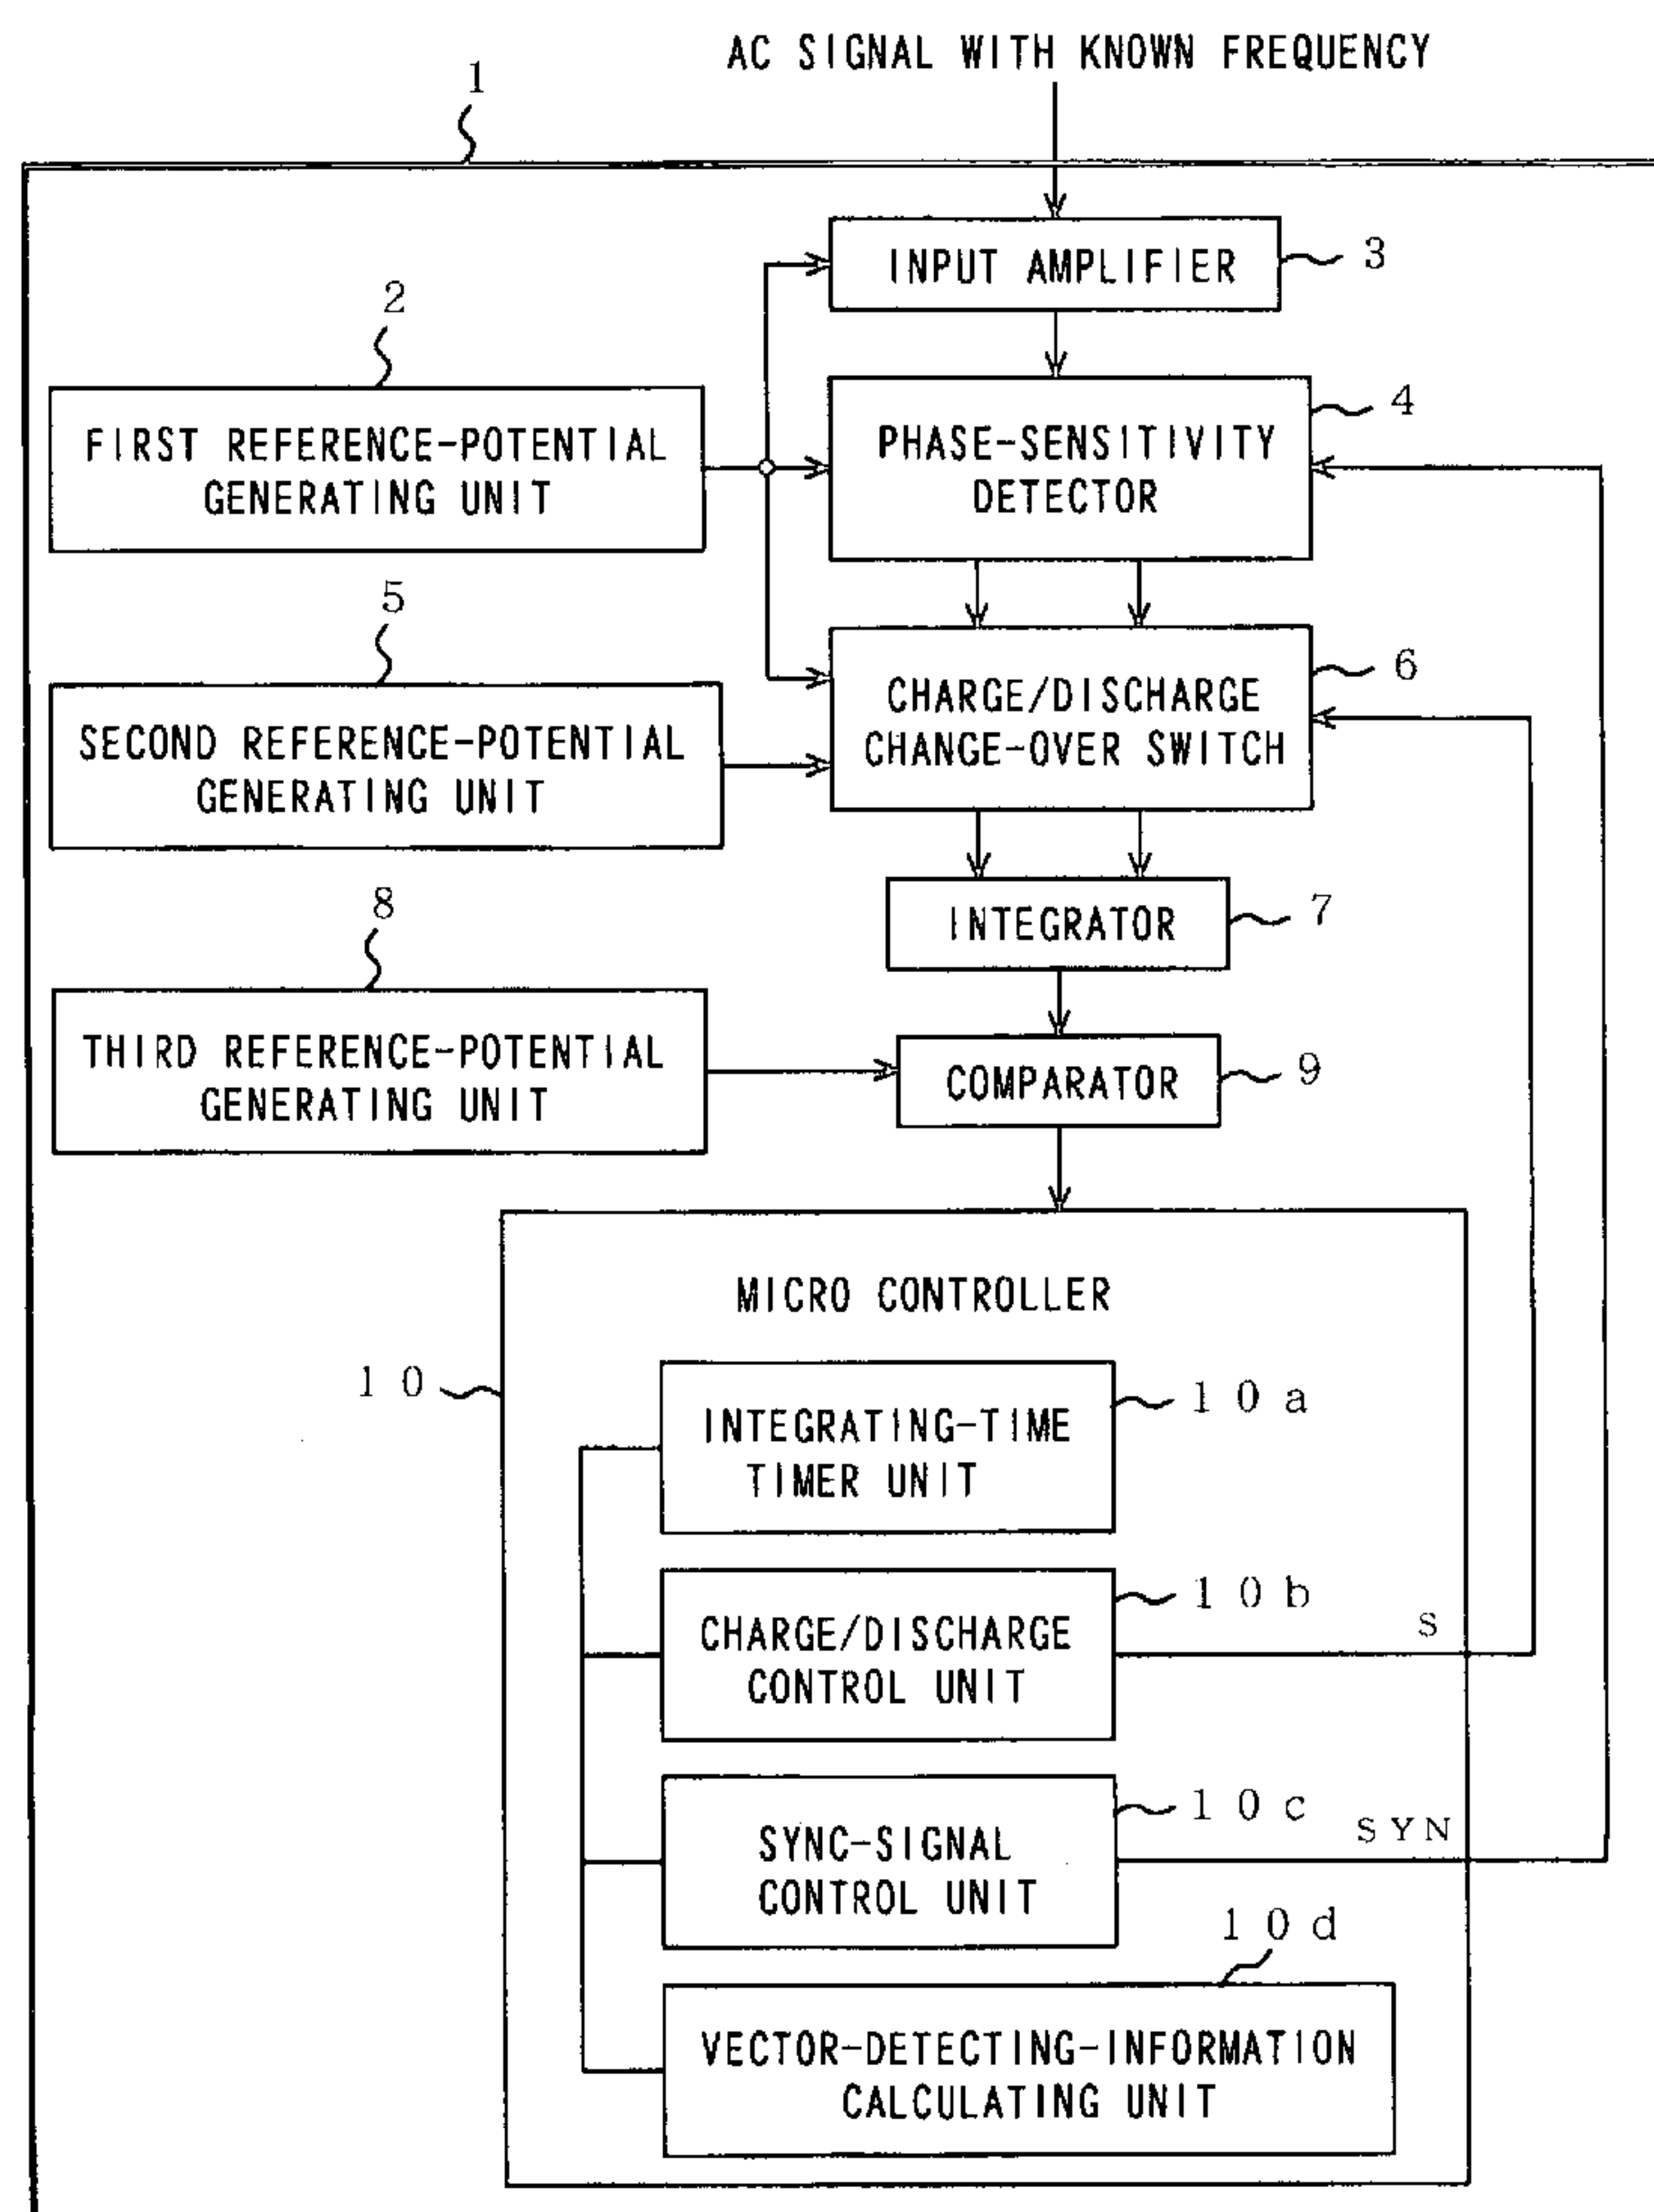 AC SIGNAL WITH KNOWN FREQUENCY
1
INPUT AMPLIFIER
3
2
FIRST REFERENCE-POTENTIAL
GENERATING UNIT
PHASE-SENSITIVITY
DETECTOR
4
5
SECOND REFERENCE-POTENTIAL
GENERATING UNIT
CHARGE/DISCHARGE
CHANGE-OVER SWITCH
6
INTEGRATOR
7
8
THIRD REFERENCE-POTENTIAL
GENERATING UNIT
COMPARATOR
9
MICRO CONTROLLER
10
INTEGRATING-TIME
TIMER UNIT
10a
CHARGE/DISCHARGE
CONTROL UNIT
10b
S
SYNC-SIGNAL
CONTROL UNIT
10c
SYN
10d
VECTOR-DETECTING-INFORMATION
CALCULATING UNIT